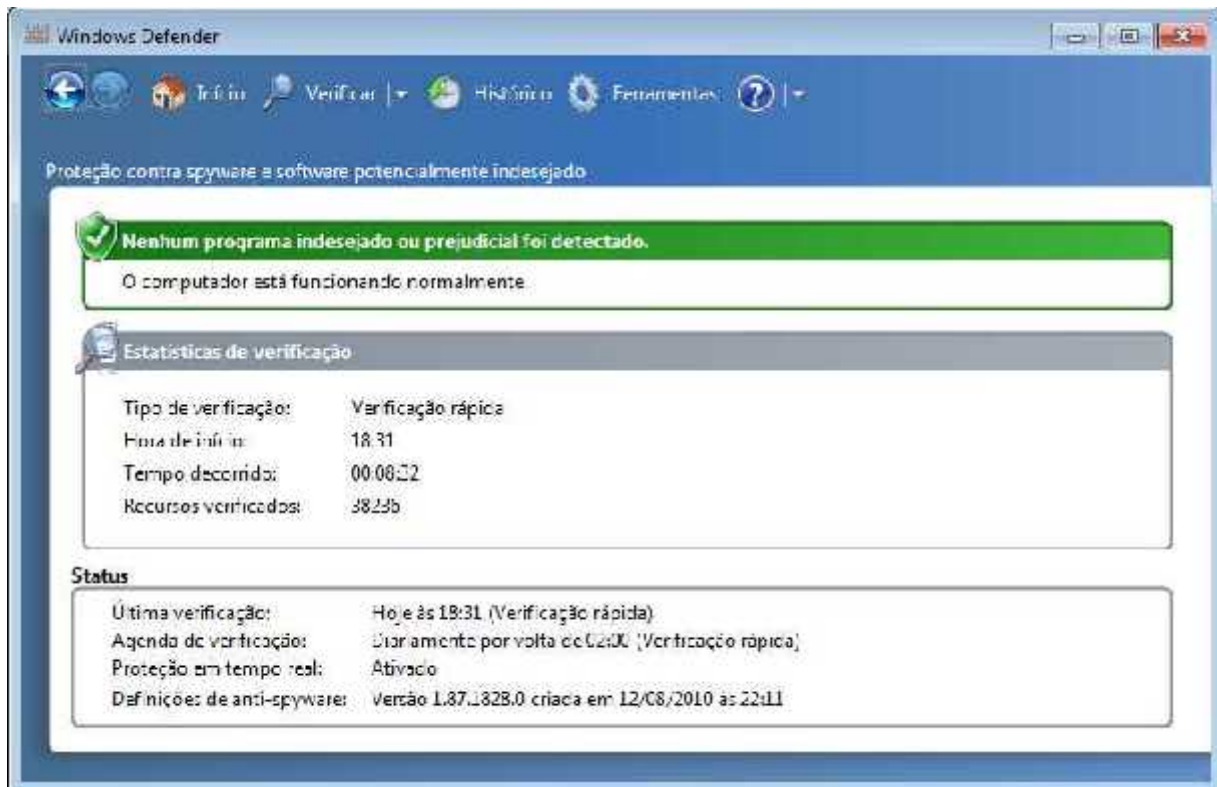 Windows Defender
Início Verificar Histórico Ferramentas ?
Proteção contra spyware e software potencialmente indesejado
Nenhum programa indesejado ou prejudicial foi detectado.
O computador está funcionando normalmente.
Estatísticas de verificação
Tipo de verificação: Verificação rápida
Hora de início: 18:31
Tempo decorrido:
Recursos verificados:
Status
Última verificação: Hoje às 18:31 (Verificação rápida)
Agenda de verificação: Diariamente por volta de 02:00 (Verificação rápida)
Proteção em tempo real: Ativado
Definições de anti-spyware: Versão 1.87.1828.0 criada em 12/08/2010 às 22:11